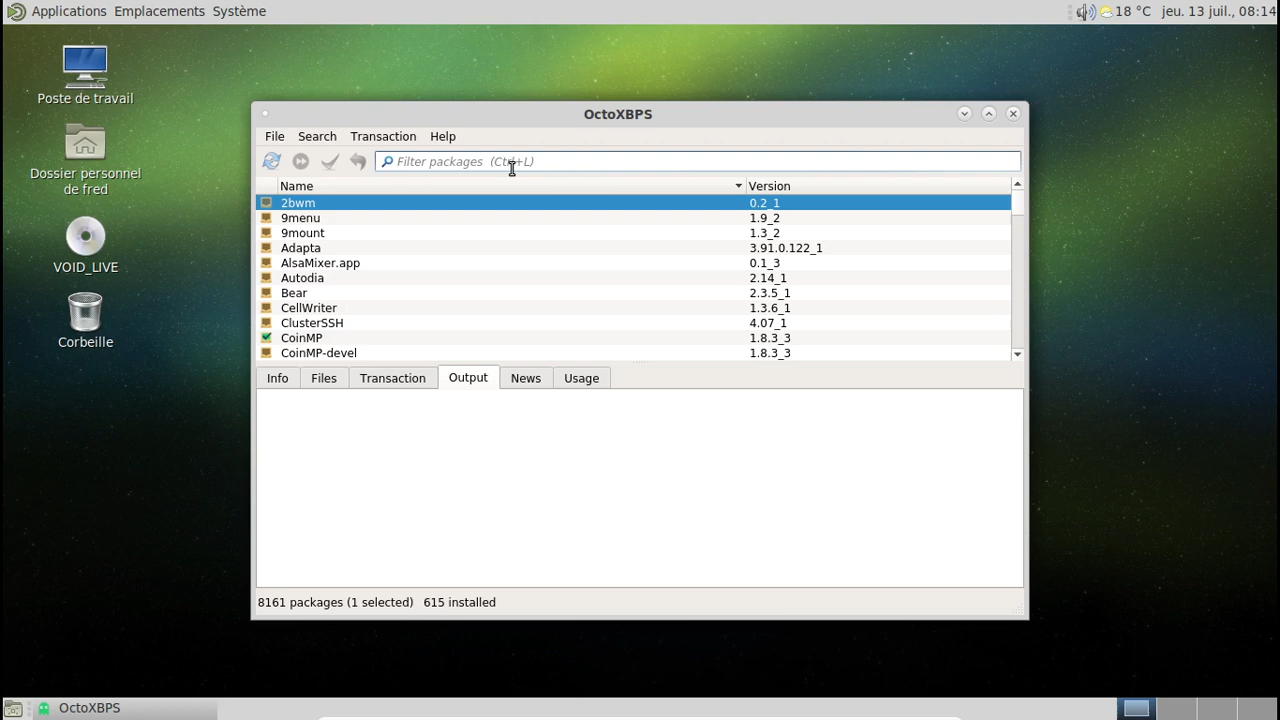 Applications Emplacements Système
18 °C jeu. 13 juil., 08:14
Poste de travail
Dossier personnel
de fred
VOID_LIVE
Corbeille
OctoXBPS
File Search Transaction Help
Filter packages (Ctrl+L)
Name Version
2bwm 0.2_1
9menu 1.9_2
9mount 1.3_2
Adapta 3.91.0.122_1
AlsaMixer.app 0.1_3
Autodia 2.14_1
Bear 2.3.5_1
CellWriter 1.3.6_1
ClusterSSH 4.07_1
CoinMP 1.8.3_3
CoinMP-devel 1.8.3_3
Info Files Transaction Output News Usage
8161 packages (1 selected) 615 installed
OctoXBPS